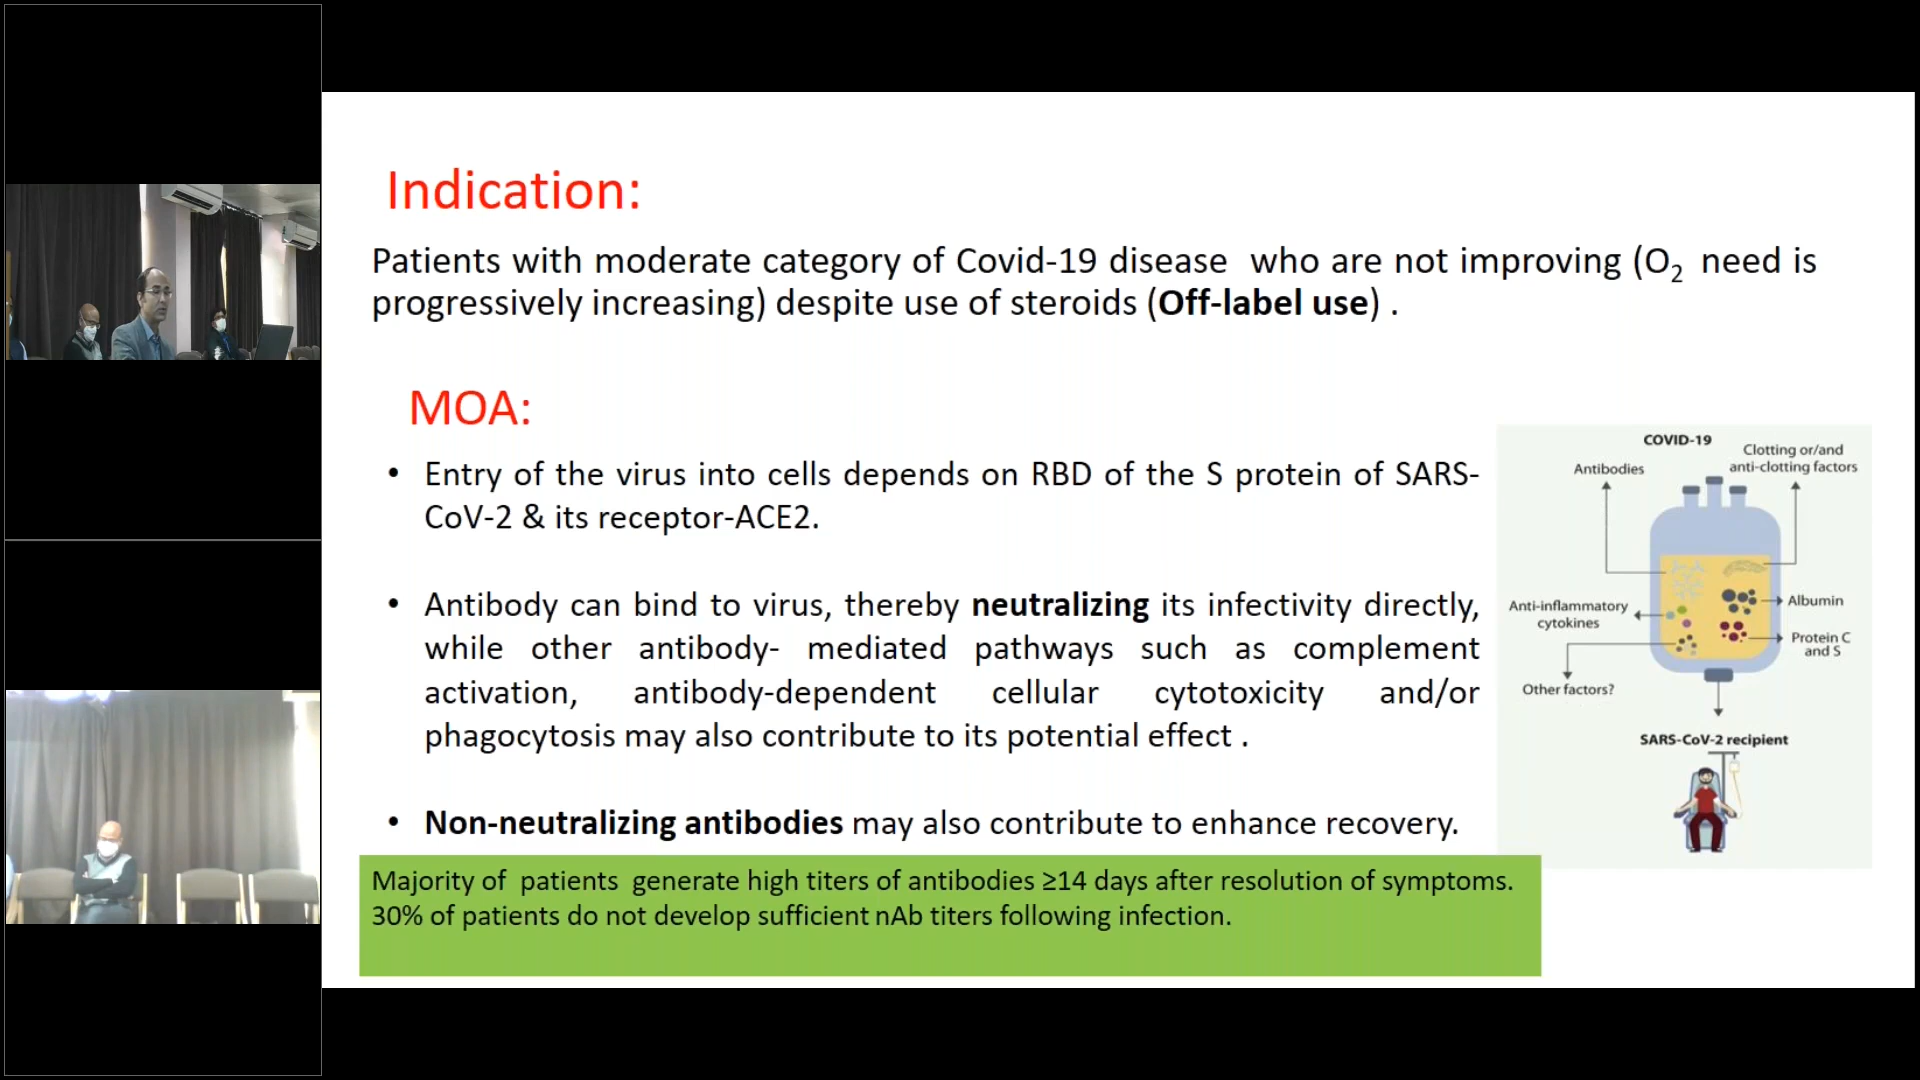 Indication:
Patients with moderate category of Covid-19 disease who are not improving (O₂ need is
progressively increasing) despite use of steroids (Off-label use) .
MOA:
• Entry of the virus into cells depends on RBD of the S protein of SARS-
CoV-2 & its receptor-ACE2.
• Antibody can bind to virus, thereby neutralizing its infectivity directly,
while other antibody- mediated pathways such as complement
activation, antibody-dependent cellular cytotoxicity and/or
phagocytosis may also contribute to its potential effect .
• Non-neutralizing antibodies may also contribute to enhance recovery.
Majority of patients generate high titers of antibodies ≥14 days after resolution of symptoms.
30% of patients do not develop sufficient nAb titers following infection.
COVID-19
Antibodies
Clotting or/and
anti-clotting factors
Anti-inflammatory
cytokines
Albumin
Protein C
and S
Other factors?
SARS-CoV-2 recipient